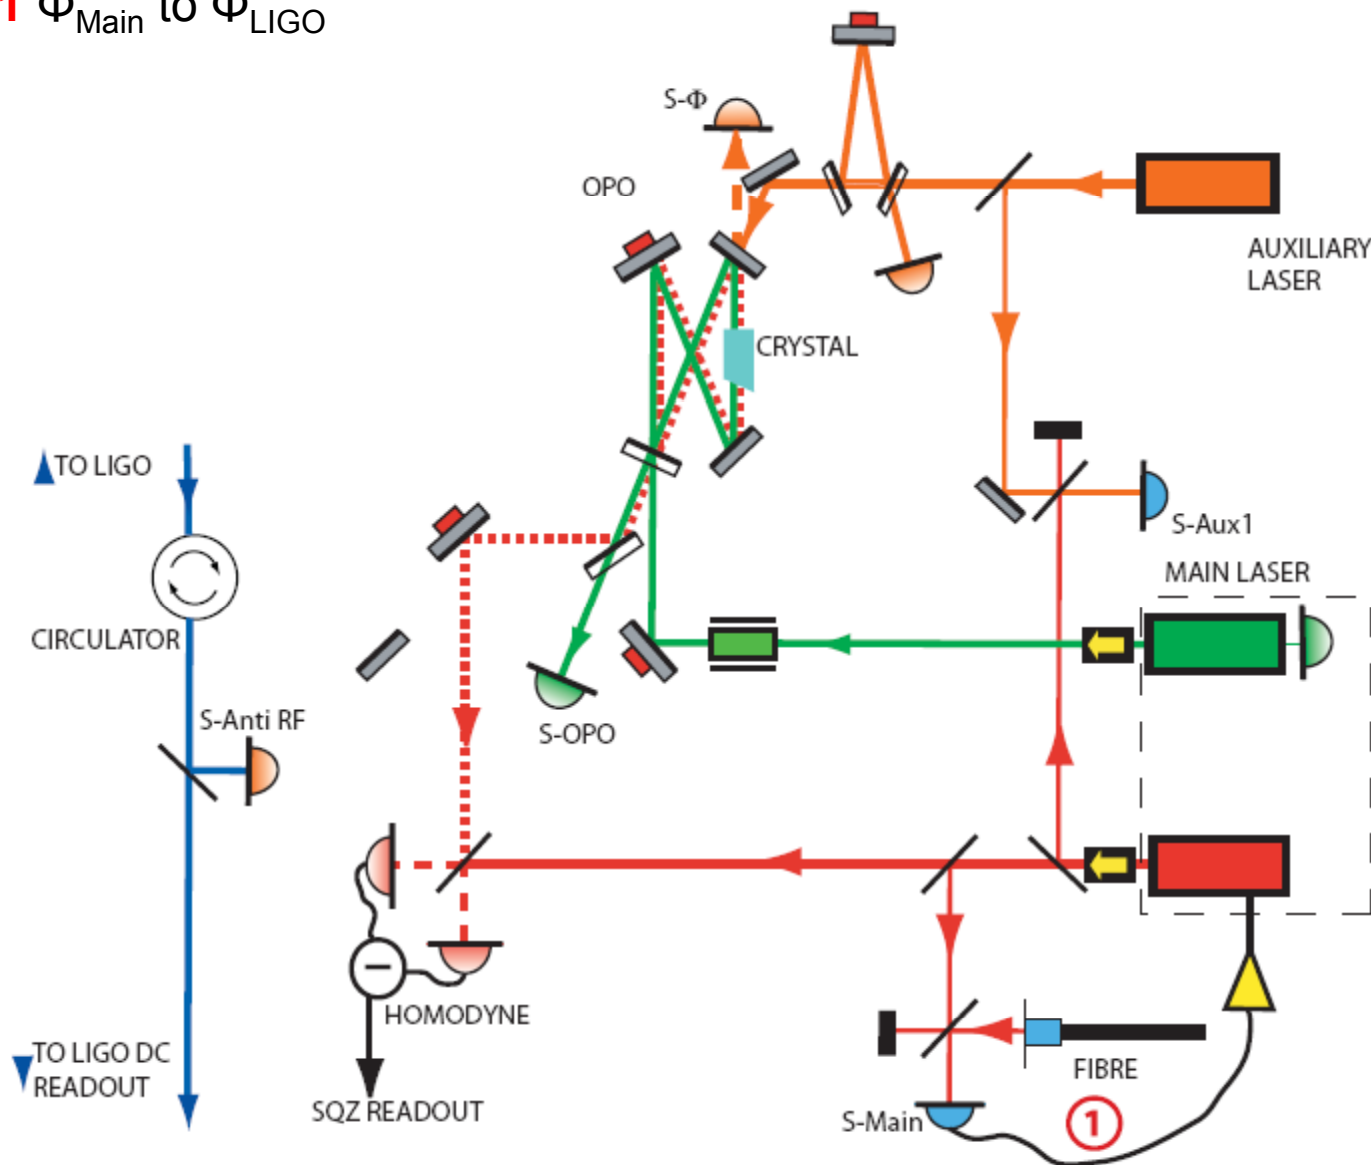 Φ_Main to Φ_LIGO
S-Φ
OPO
AUXILIARY
LASER
CRYSTAL
TO LIGO
S-Aux1
MAIN LASER
CIRCULATOR
S-Anti RF
S-OPO
−
HOMODYNE
TO LIGO DC
READOUT
FIBRE
SQZ READOUT
S-Main
1